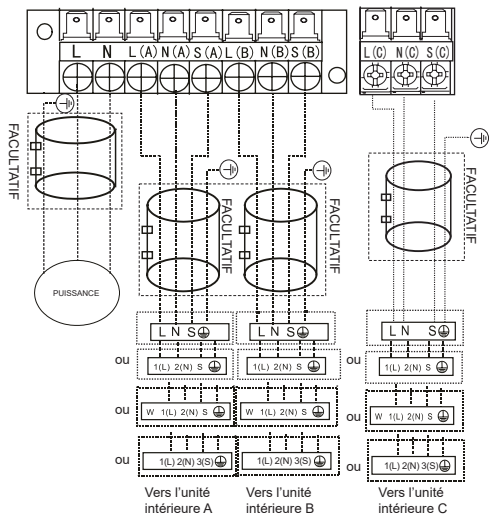 L N L (A) N (A) S (A) L (B) N (B) S (B)
L (C) N (C) S (C)
FACULTATIF
FACULTATIF
FACULTATIF
FACULTATIF
PUISSANCE
L N S
L N S
L N S
ou
1(L) 2(N) S
1(L) 2(N) S
ou
1(L) 2(N) S
ou
W 1(L) 2(N) S
W 1(L) 2(N) S
ou
W 1(L) 2(N) S
ou
1(L) 2(N) 3(S)
1(L) 2(N) 3(S)
ou
1(L) 2(N) 3(S)
Vers l'unité
intérieure A
Vers l'unité
intérieure B
Vers l'unité
intérieure C